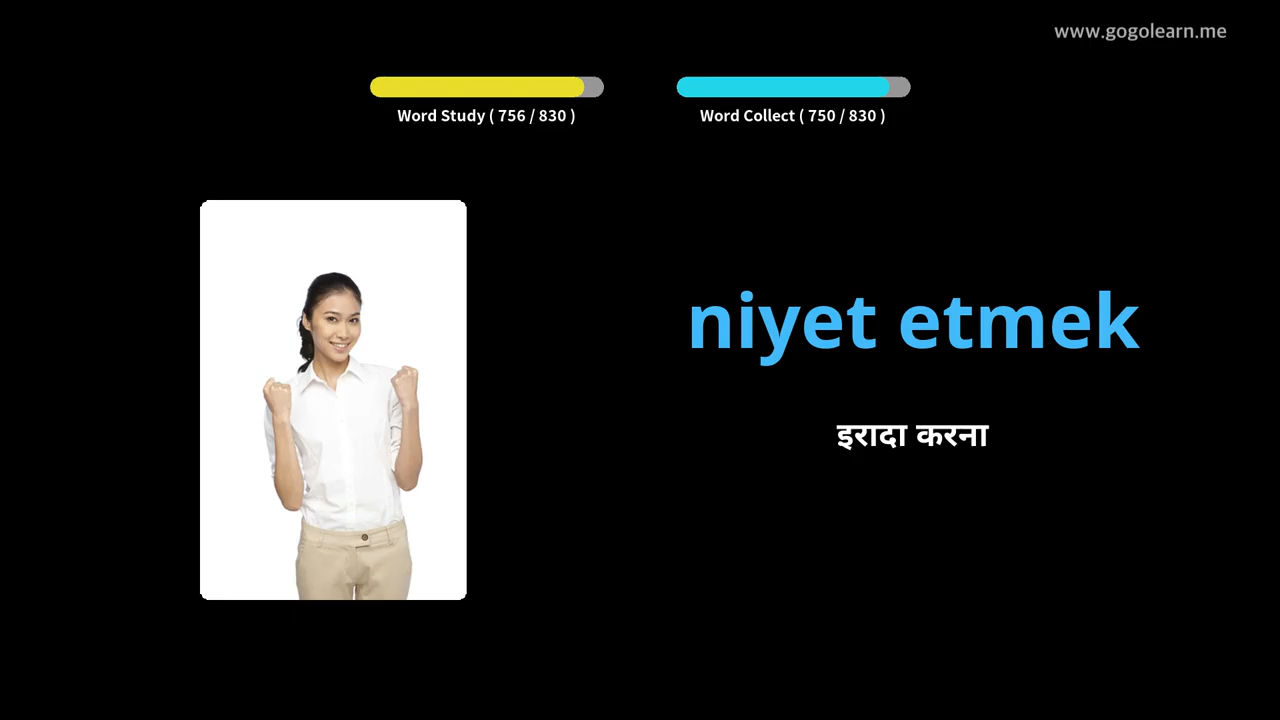 www.gogolearn.me
Word Study ( 756 / 830 )
Word Collect ( 750 / 830 )
niyet etmek
इरादा करना